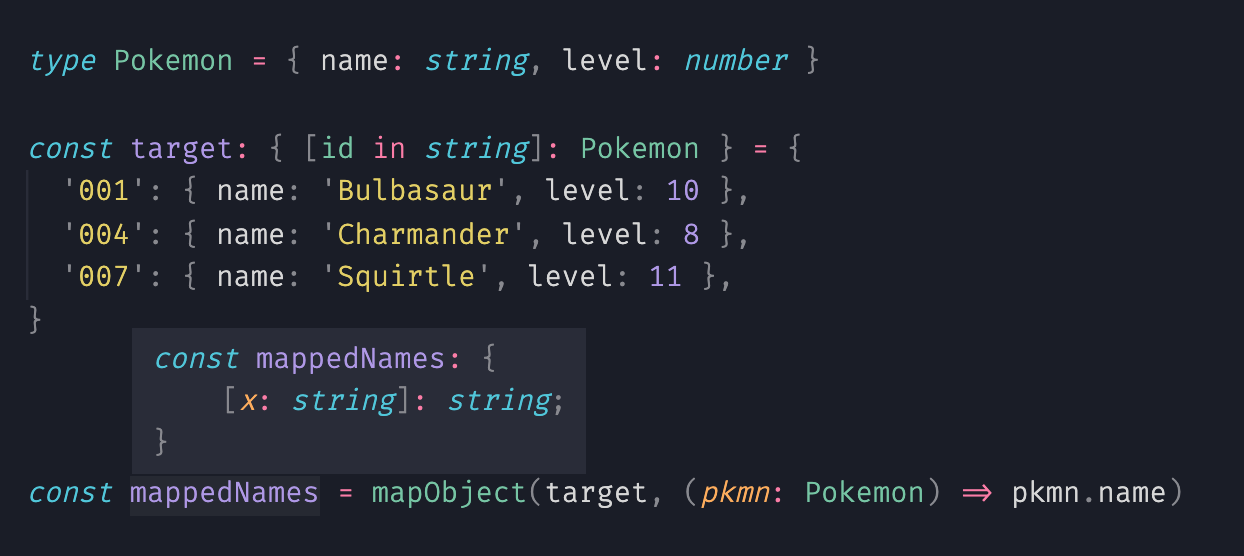 type Pokemon = { name: string, level: number }
const target: { [id in string]: Pokemon } = {
'001': { name: 'Bulbasaur', level: 10 },
'004': { name: 'Charmander', level: 8 },
'007': { name: 'Squirtle', level: 11 },
}
const mappedNames: {
[x: string]: string;
}
const mappedNames = mapObject(target, (pkmn: Pokemon) => pkmn.name)